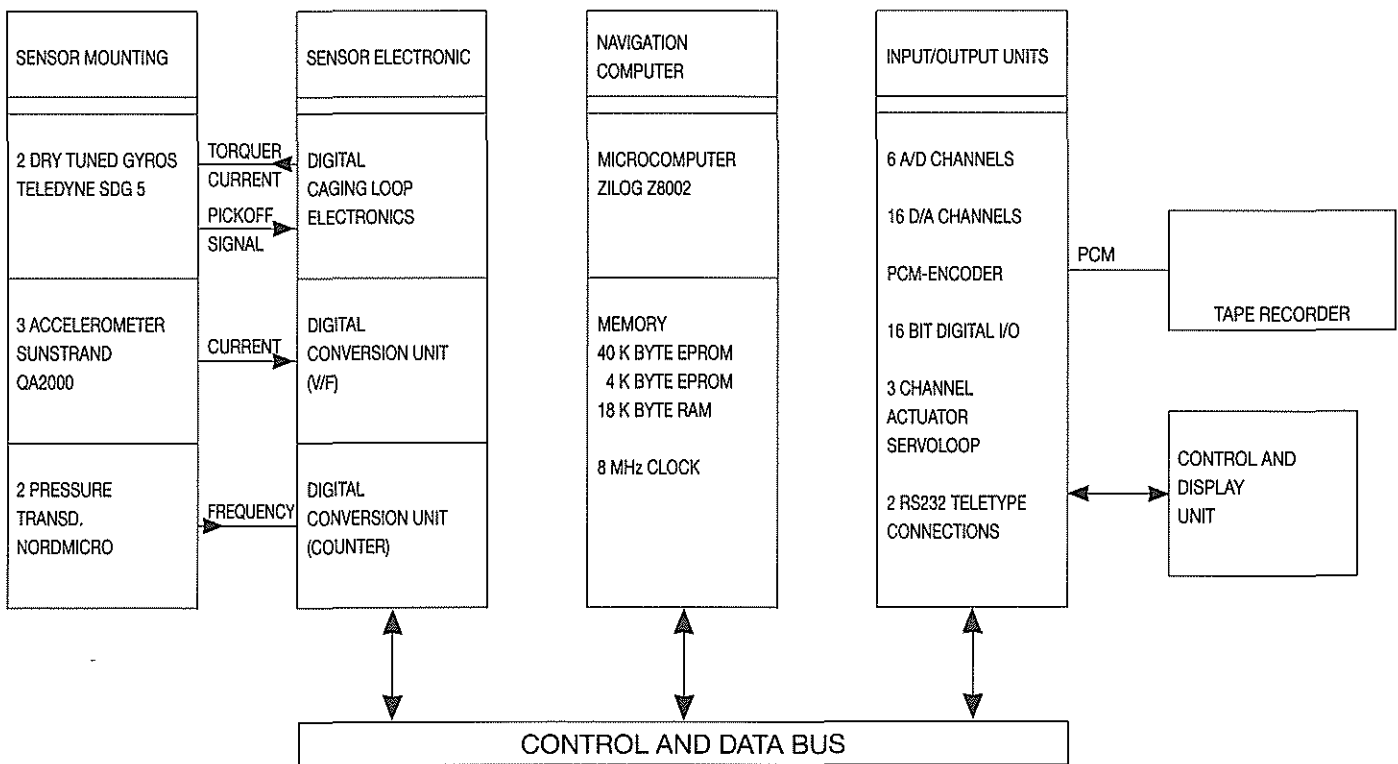 SENSOR MOUNTING
2 DRY TUNED GYROS
TELEDYNE SDG 5
3 ACCELEROMETER
SUNSTRAND
QA2000
2 PRESSURE
TRANSD.
NORDMICRO
TORQUER
CURRENT
PICKOFF
SIGNAL
CURRENT
FREQUENCY
SENSOR ELECTRONIC
DIGITAL
CAGING LOOP
ELECTRONICS
DIGITAL
CONVERSION UNIT
(V/F)
DIGITAL
CONVERSION UNIT
(COUNTER)
NAVIGATION
COMPUTER
MICROCOMPUTER
ZILOG Z8002
MEMORY
40 K BYTE EPROM
4 K BYTE EPROM
18 K BYTE RAM
8 MHz CLOCK
INPUT/OUTPUT UNITS
6 A/D CHANNELS
16 D/A CHANNELS
PCM-ENCODER
16 BIT DIGITAL I/O
3 CHANNEL
ACTUATOR
SERVOLOOP
2 RS232 TELETYPE
CONNECTIONS
PCM
TAPE RECORDER
CONTROL AND
DISPLAY
UNIT
CONTROL AND DATA BUS